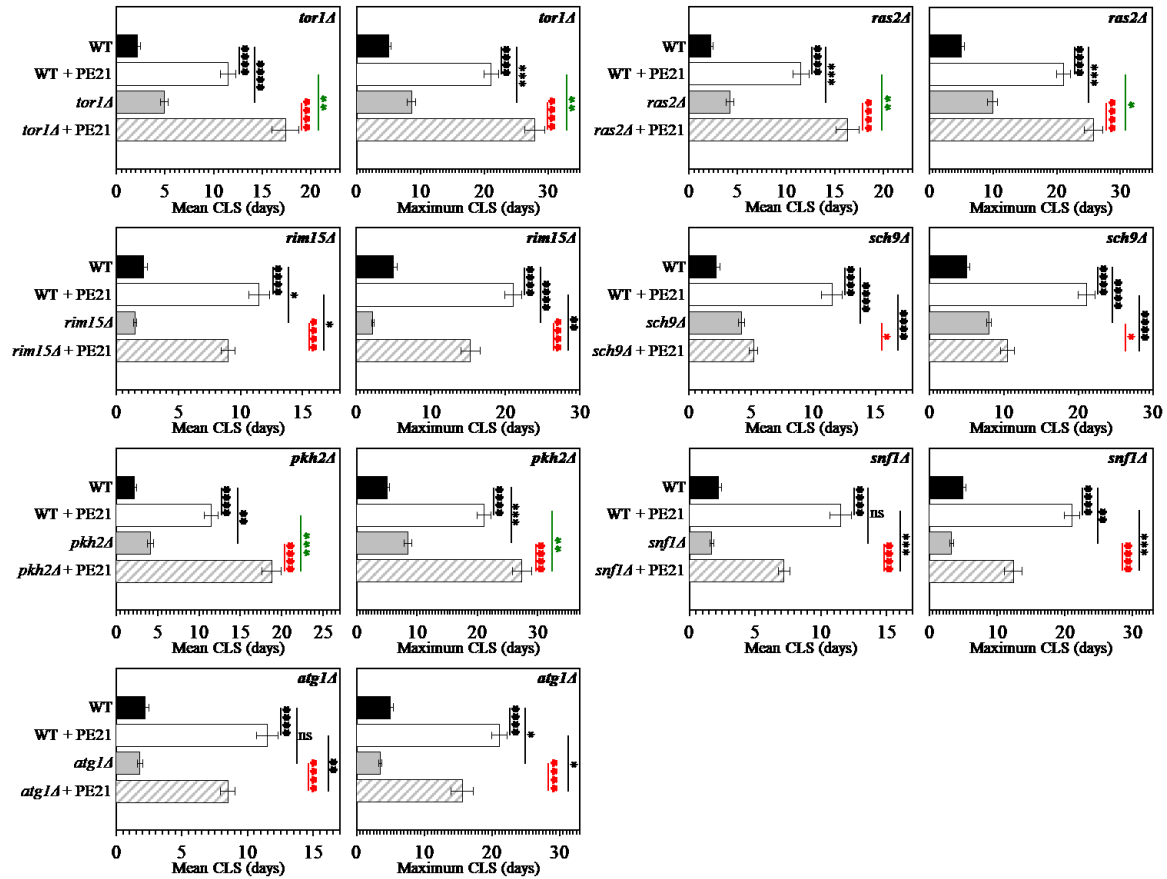 tor1Δ
WT
WT + PE21
tor1Δ
tor1Δ + PE21
**** **** **** **
0 5 10 15 20
Mean CLS (days)
tor1Δ
**** *** **** **
0 10 20 30
Maximum CLS (days)
ras2Δ
WT
WT + PE21
ras2Δ
ras2Δ + PE21
**** *** **** **
0 5 10 15 20
Mean CLS (days)
ras2Δ
**** *** **** *
0 10 20 30
Maximum CLS (days)
rim15Δ
WT
WT + PE21
rim15Δ
rim15Δ + PE21
**** * **** *
0 5 10 15
Mean CLS (days)
rim15Δ
**** **** **** **
0 10 20 30
Maximum CLS (days)
sch9Δ
WT
WT + PE21
sch9Δ
sch9Δ + PE21
**** **** * ****
0 5 10 15
Mean CLS (days)
sch9Δ
**** **** * ****
0 10 20 30
Maximum CLS (days)
pkh2Δ
WT
WT + PE21
pkh2Δ
pkh2Δ + PE21
**** ** **** ***
0 5 10 15 20 25
Mean CLS (days)
pkh2Δ
**** *** **** **
0 10 20 30
Maximum CLS (days)
snf1Δ
WT
WT + PE21
snf1Δ
snf1Δ + PE21
**** ns **** ***
0 5 10 15
Mean CLS (days)
snf1Δ
**** ** **** ***
0 10 20 30
Maximum CLS (days)
atg1Δ
WT
WT + PE21
atg1Δ
atg1Δ + PE21
**** ns **** **
0 5 10 15
Mean CLS (days)
atg1Δ
**** * **** *
0 10 20 30
Maximum CLS (days)